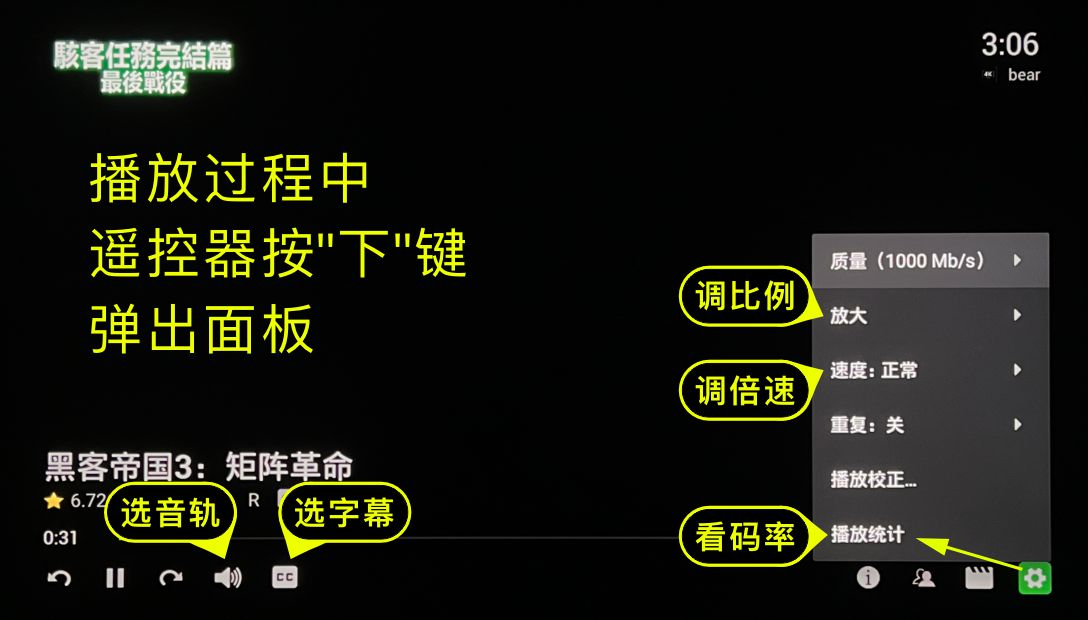 駭客任務完結篇
最後戰役
3:06
4K
bear
播放过程中
遥控器按"下"键
弹出面板
质量（1000 Mb/s）
调比例
放大
调倍速
速度: 正常
重复：关
播放校正...
看码率
播放统计
黑客帝国3：矩阵革命
6.72
R
选音轨
选字幕
0:31
CC